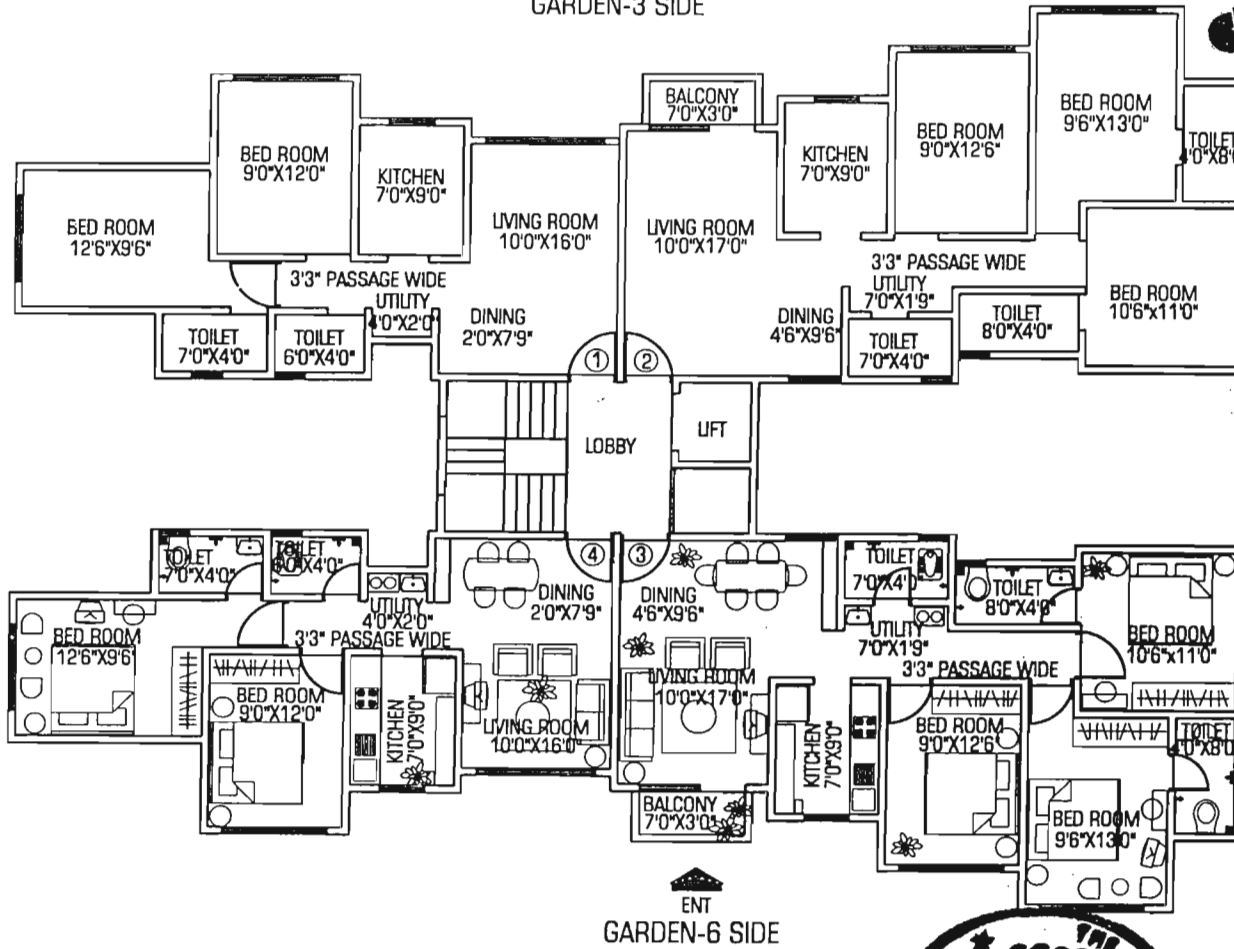 GARDEN-3 SIDE
BED ROOM
9'6"X13'0"
BALCONY
7'0"X3'0"
BED ROOM
9'0"X12'6"
TOILET
4'0"X8'0
BED ROOM
9'0"X12'0"
KITCHEN
7'0"X9'0"
KITCHEN
7'0"X9'0"
BED ROOM
12'6"X9'6"
LIVING ROOM
10'0"X16'0"
LIVING ROOM
10'0"X17'0"
3'3" PASSAGE WIDE
3'3" PASSAGE WIDE
UTILITY
4'0"X2'0"
UTILITY
7'0"X1'9"
BED ROOM
10'6"x11'0"
TOILET
7'0"X4'0"
TOILET
6'0"X4'0"
DINING
2'0"X7'9"
DINING
4'6"X9'6"
TOILET
7'0"X4'0"
TOILET
8'0"X4'0"
1
2
LOBBY
LIFT
4
3
TOILET
7'0"X4'0"
TOILET
6'0"X4'0"
UTILITY
4'0"X2'0"
DINING
2'0"X7'9"
DINING
4'6"X9'6"
TOILET
7'0"X4'0"
TOILET
8'0"X4'0"
UTILITY
7'0"X1'9"
BED ROOM
10'6"x11'0"
BED ROOM
12'6"X9'6"
3'3" PASSAGE WIDE
3'3" PASSAGE WIDE
BED ROOM
9'0"X12'0"
KITCHEN
7'0"X9'0"
LIVING ROOM
10'0"X16'0"
LIVING ROOM
10'0"X17'0"
KITCHEN
7'0"X9'0"
BED ROOM
9'0"X12'6"
TOILET
4'0"X8'0
BALCONY
7'0"X3'0"
BED ROOM
9'6"X13'0"
ENT
GARDEN-6 SIDE
THE